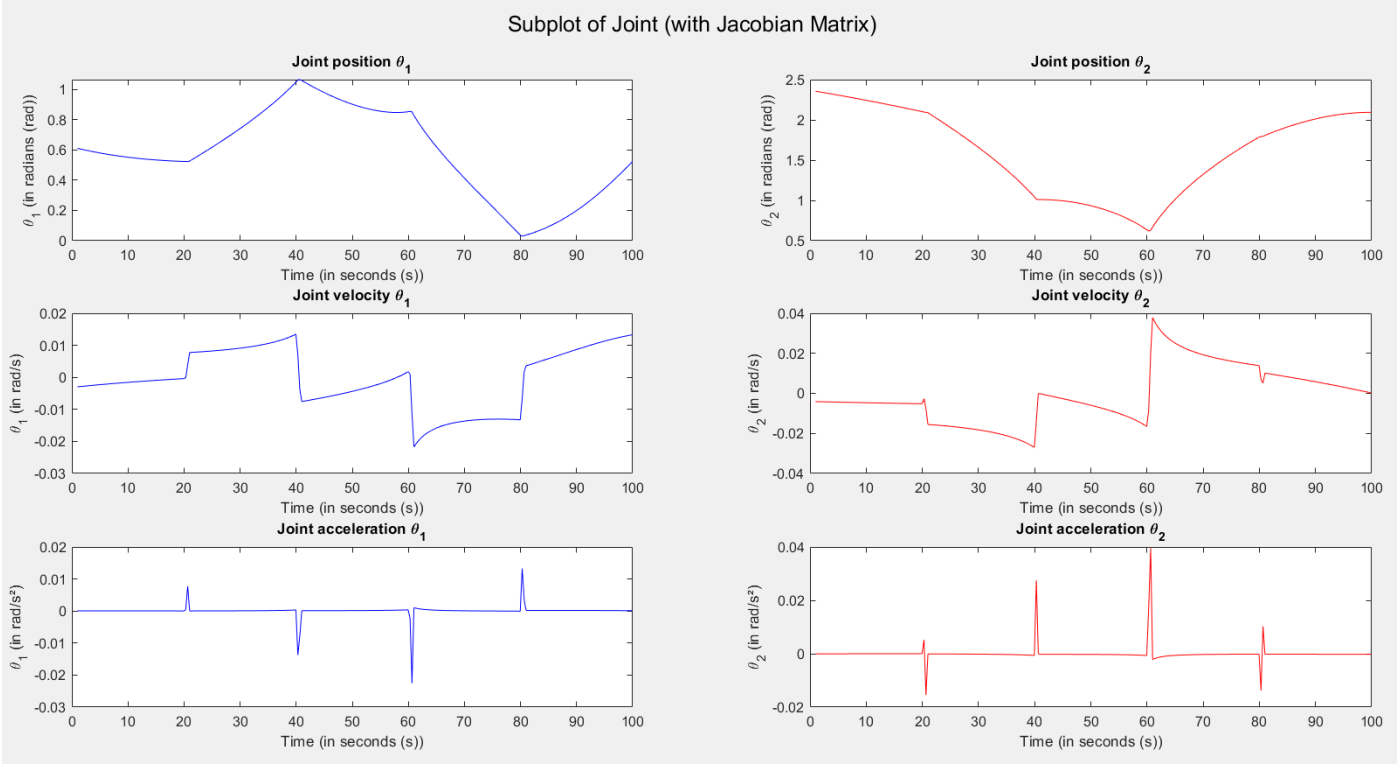 Subplot of Joint (with Jacobian Matrix)
Joint position θ1
1
0.8
0.6
0.4
0.2
0
θ1 (in radians (rad))
0 10 20 30 40 50 60 70 80 90 100
Time (in seconds (s))
Joint position θ2
2.5
2
1.5
1
0.5
θ2 (in radians (rad)
0 10 20 30 40 50 60 70 80 90 100
Time (in seconds (s))
Joint velocity θ1
0.02
0.01
0
-0.01
-0.02
-0.03
θ1 (in rad/s)
0 10 20 30 40 50 60 70 80 90 100
Time (in seconds (s))
Joint velocity θ2
0.04
0.02
0
-0.02
-0.04
θ2 (in rad/s)
0 10 20 30 40 50 60 70 80 90 100
Time (in seconds (s))
Joint acceleration θ1
0.02
0.01
0
-0.01
-0.02
-0.03
θ1 (in rad/s²)
0 10 20 30 40 50 60 70 80 90 100
Time (in seconds (s))
Joint acceleration θ2
0.04
0.02
0
-0.02
θ2 (in rad/s²)
0 10 20 30 40 50 60 70 80 90 100
Time (in seconds (s))